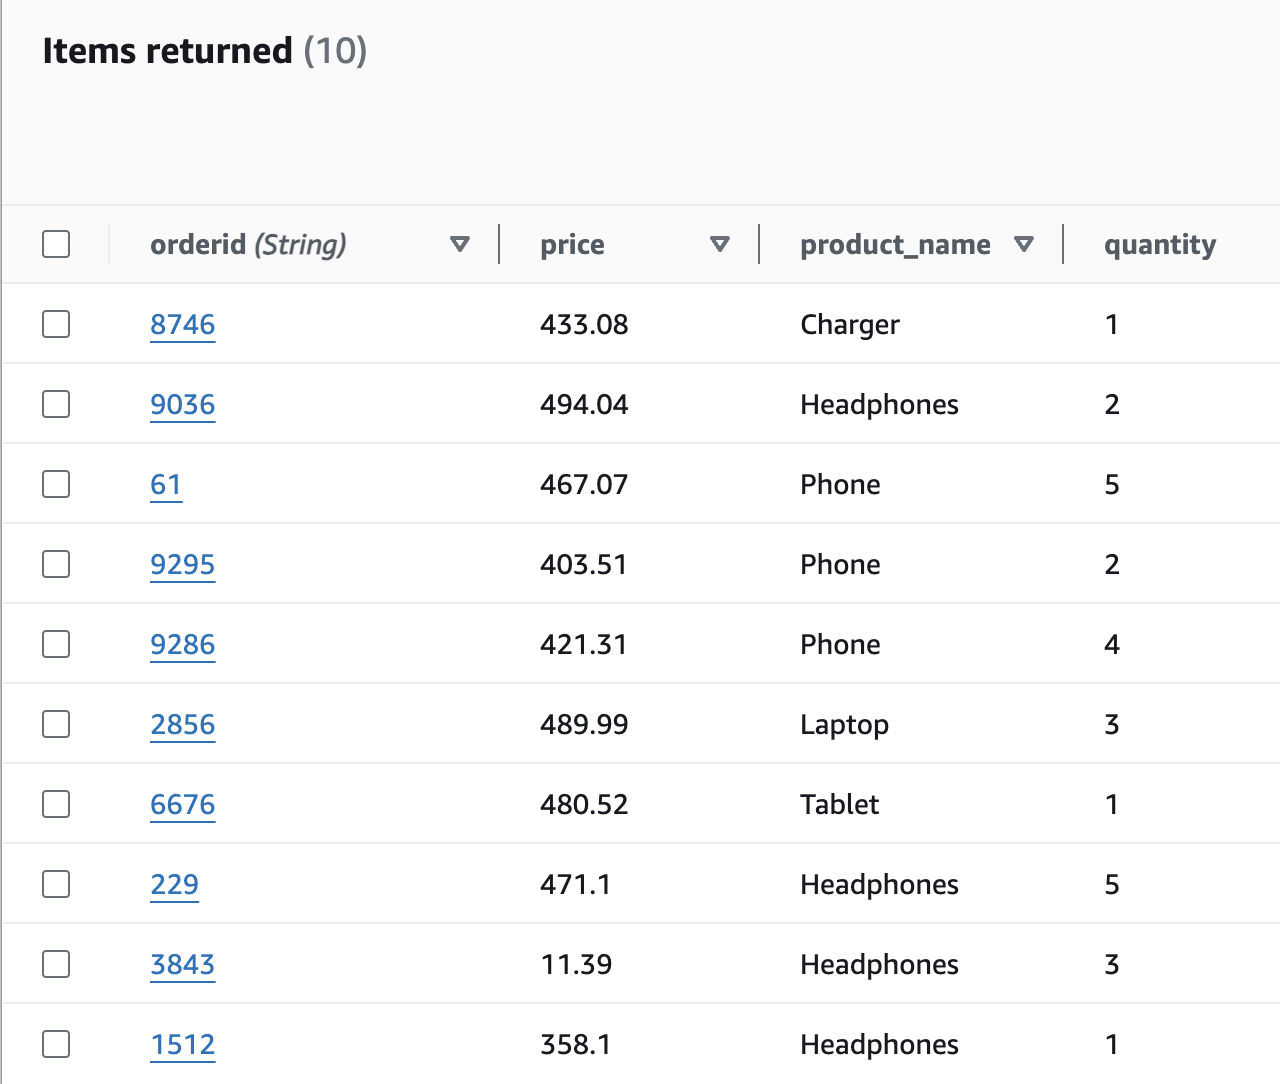 Items returned (10)
orderid (String) price product_name quantity
8746 433.08 Charger 1
9036 494.04 Headphones 2
61 467.07 Phone 5
9295 403.51 Phone 2
9286 421.31 Phone 4
2856 489.99 Laptop 3
6676 480.52 Tablet 1
229 471.1 Headphones 5
3843 11.39 Headphones 3
1512 358.1 Headphones 1